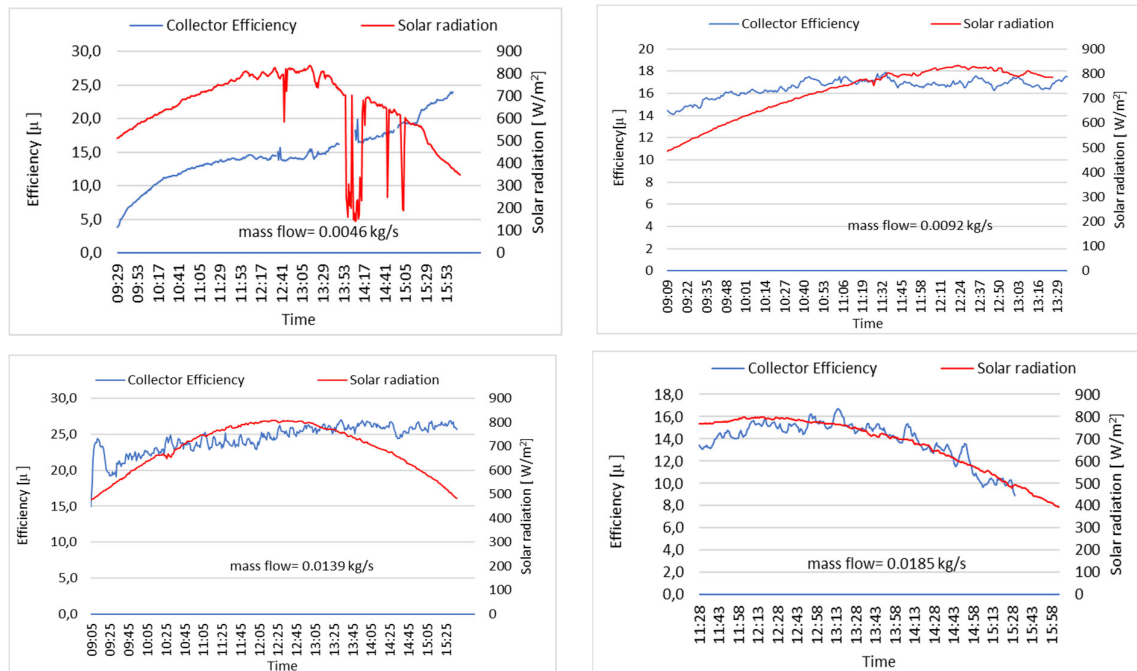 Collector Efficiency Solar radiation
30,0 900
25,0 800
20,0 700
15,0 600
10,0 500
5,0 400
0,0 300
200
100
0
Efficiency [μ]
Solar radiation [ W/m²]
mass flow= 0.0046 kg/s
09:29 09:53 10:17 10:41 11:05 11:29 11:53 12:17 12:41 13:05 13:29 13:53 14:17 14:41 15:05 15:29 15:53
Time
Collector Efficiency Solar radiation
20 900
18 800
16 700
14 600
12 500
10 400
8 300
6 200
4 100
2 0
0
Efficiency[μ]
Solar radiation [ W/m²]
mass flow= 0.0092 kg/s
09:09 09:22 09:35 09:48 10:01 10:14 10:27 10:40 10:53 11:06 11:19 11:32 11:45 11:58 12:11 12:24 12:37 12:50 13:03 13:16 13:29
Time
Collector Efficiency Solar radiation
30,0 900
25,0 800
20,0 700
15,0 600
10,0 500
5,0 400
0,0 300
200
100
0
Efficiency [μ]
Solar radiation [ W/m²]
mass flow= 0.0139 kg/s
09:05 09:25 09:45 10:05 10:25 10:45 11:05 11:25 11:45 12:05 12:25 12:45 13:05 13:25 13:45 14:05 14:25 14:45 15:05 15:25
Time
Collector Efficiency Solar radiation
18,0 900
16,0 800
14,0 700
12,0 600
10,0 500
8,0 400
6,0 300
4,0 200
2,0 100
0,0 0
Efficiency [μ]
Solar radiation [ W/m²]
mass flow= 0.0185 kg/s
11:28 11:43 11:58 12:13 12:28 12:43 12:58 13:13 13:28 13:43 13:58 14:13 14:28 14:43 14:58 15:13 15:28 15:43 15:58
Time